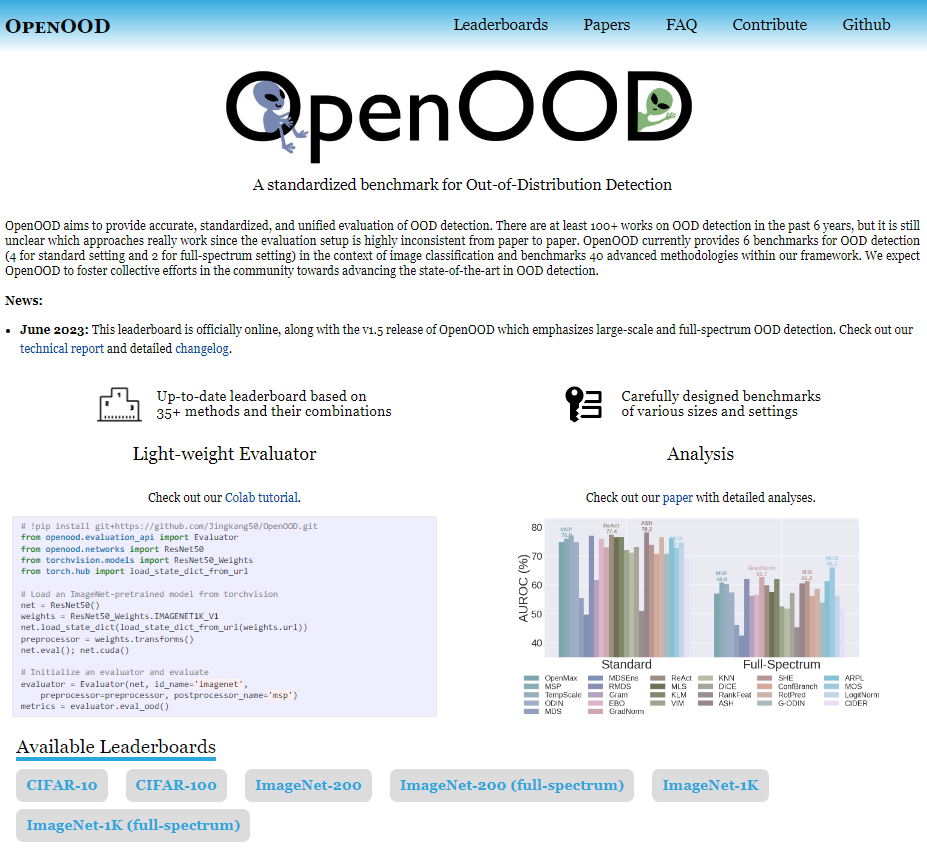 OpenOOD
Leaderboards Papers FAQ Contribute Github
OpenOOD
A standardized benchmark for Out-of-Distribution Detection
OpenOOD aims to provide accurate, standardized, and unified evaluation of OOD detection. There are at least 100+ works on OOD detection in the past 6 years, but it is still
unclear which approaches really work since the evaluation setup is highly inconsistent from paper to paper. OpenOOD currently provides 6 benchmarks for OOD detection
(4 for standard setting and 2 for full-spectrum setting) in the context of image classification and benchmarks 40 advanced methodologies within our framework. We expect
OpenOOD to foster collective efforts in the community towards advancing the state-of-the-art in OOD detection.
News:
• June 2023: This leaderboard is officially online, along with the v1.5 release of OpenOOD which emphasizes large-scale and full-spectrum OOD detection. Check out our
technical report and detailed changelog.
Up-to-date leaderboard based on
35+ methods and their combinations
Carefully designed benchmarks
of various sizes and settings
Light-weight Evaluator
Check out our Colab tutorial.
# !pip install git+https://github.com/Jingkang50/OpenOOD.git
from openood.evaluation_api import Evaluator
from openood.networks import ResNet50
from torchvision.models import ResNet50_Weights
from torch.hub import load_state_dict_from_url
# Load an ImageNet-pretrained model from torchvision
net = ResNet50()
weights = ResNet50_Weights.IMAGENET1K_V1
net.load_state_dict(load_state_dict_from_url(weights.url))
preprocessor = weights.transforms()
net.eval(); net.cuda()
# Initialize an evaluator and evaluate
evaluator = Evaluator(net, id_name='imagenet',
preprocessor=preprocessor, postprocessor_name='msp')
metrics = evaluator.eval_ood()
Analysis
Check out our paper with detailed analyses.
AUROC (%)
80
70
60
50
40
MSP
ReAct
77.4
ASH
78.2
MSP
GradNorm
62.7
SHE
61.2
MOS
66.2
Standard Full-Spectrum
OpenMax MDSEns ReAct KNN SHE ARPL
MSP RMDS MLS DICE ConfBranch MOS
TempScale Gram KLM RankFeat RotPred LogitNorm
ODIN EBO VIM ASH G-ODIN CIDER
MDS GradNorm
Available Leaderboards
CIFAR-10 CIFAR-100 ImageNet-200 ImageNet-200 (full-spectrum) ImageNet-1K
ImageNet-1K (full-spectrum)